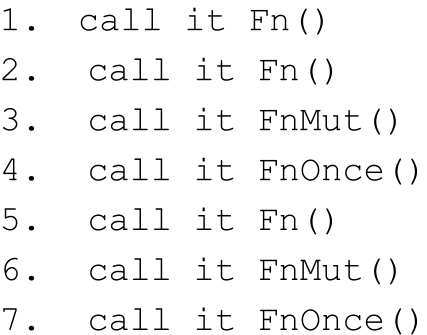 1. call it Fn()
2. call it Fn()
3. call it FnMut()
4. call it FnOnce()
5. call it Fn()
6. call it FnMut()
7. call it FnOnce()